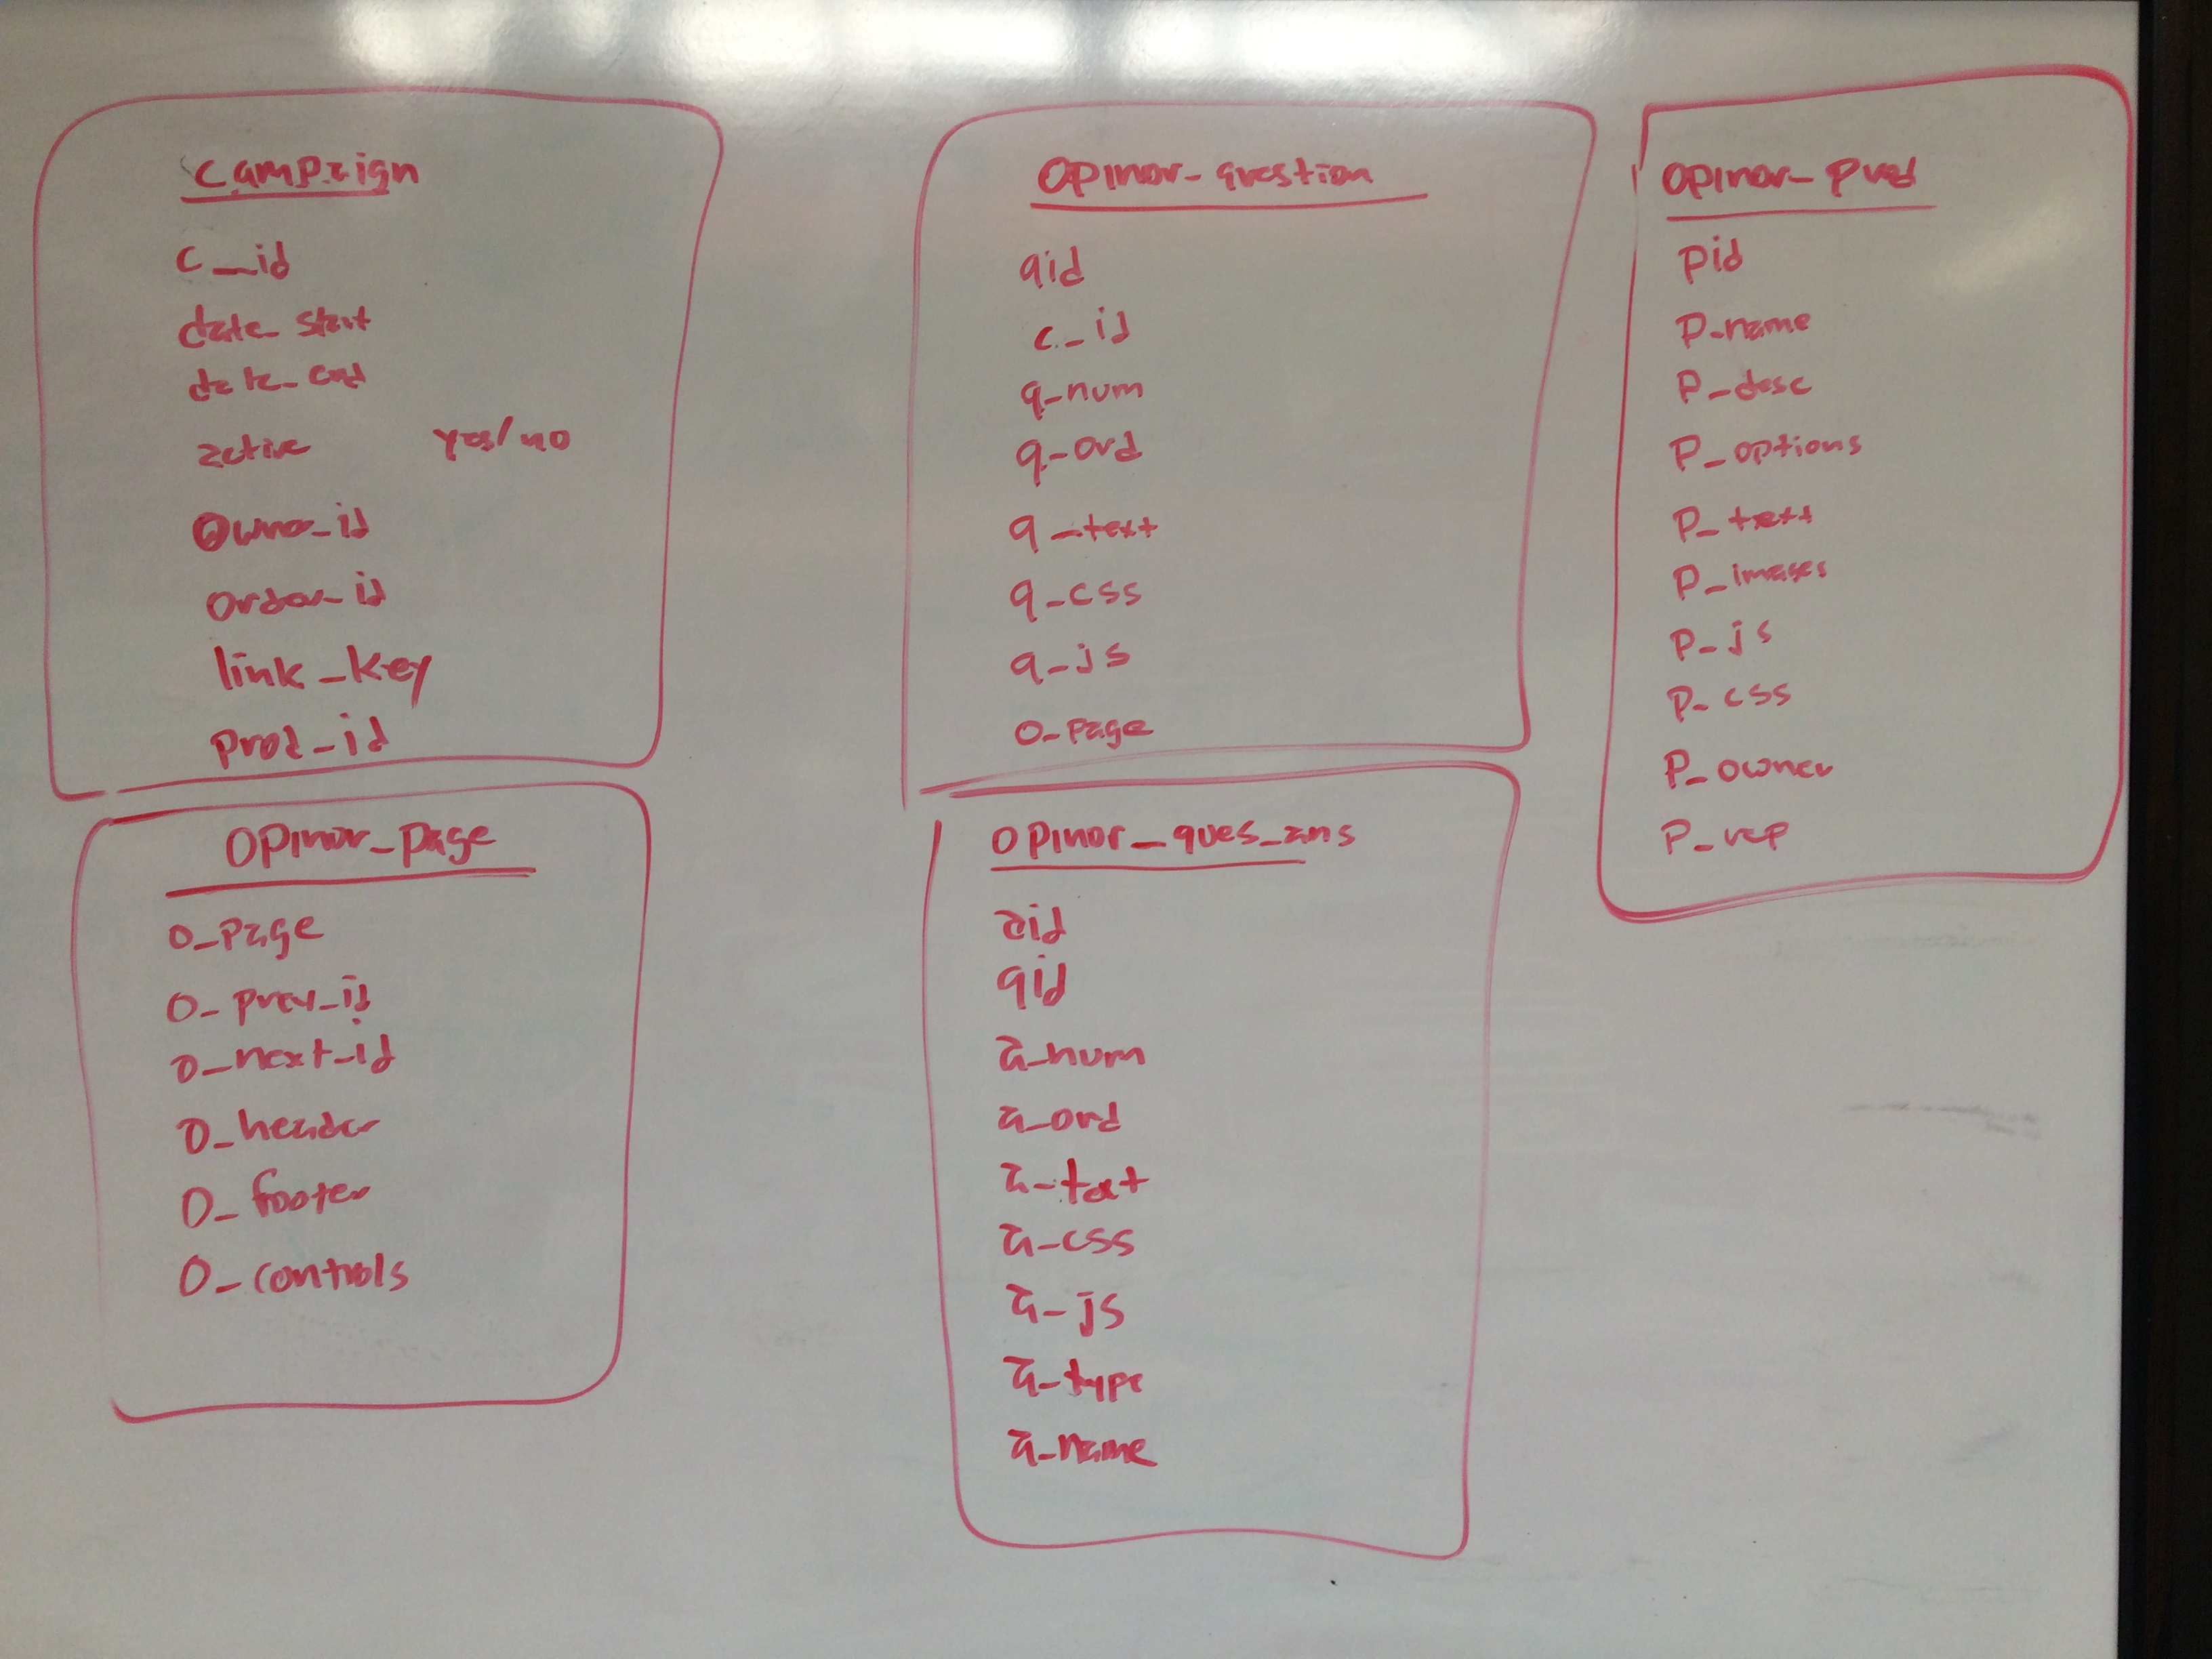 campaign
c_id
date_start
date_end
active yes/no
Owner_id
order_id
link_key
prod_id
opinor_page
o_page
o_prev_id
o_next_id
o_header
o_footer
o_controls
opinor_question
qid
c_id
q_num
q_ord
q_text
q_css
q_js
o_page
opinor_ques_ans
aid
qid
a_num
a_ord
a_text
a_css
a_js
a_type
a_name
opinor_prod
pid
p_name
p_desc
p_options
p_text
p_images
p_js
p_css
p_owner
p_rep